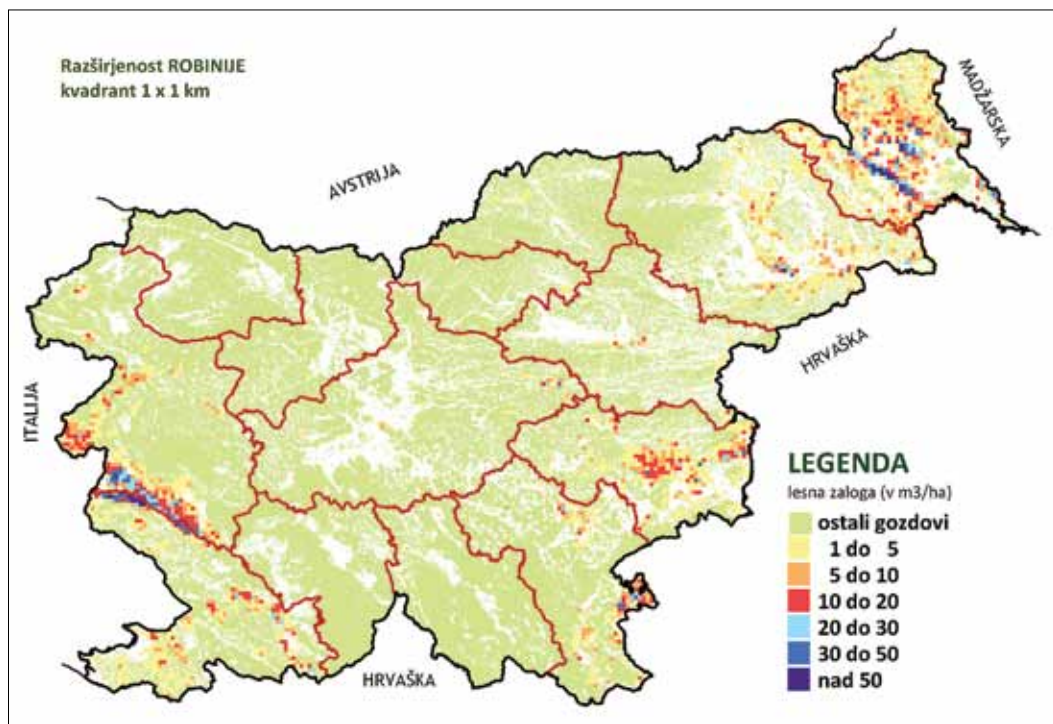 Razširjenost ROBINIJE
kvadrant 1 x 1 km
AVSTRIJA
MADŽARSKA
ITALIJA
HRVAŠKA
HRVAŠKA
LEGENDA
lesna zaloga (v m3/ha)
ostali gozdovi
1 do 5
5 do 10
10 do 20
20 do 30
30 do 50
nad 50